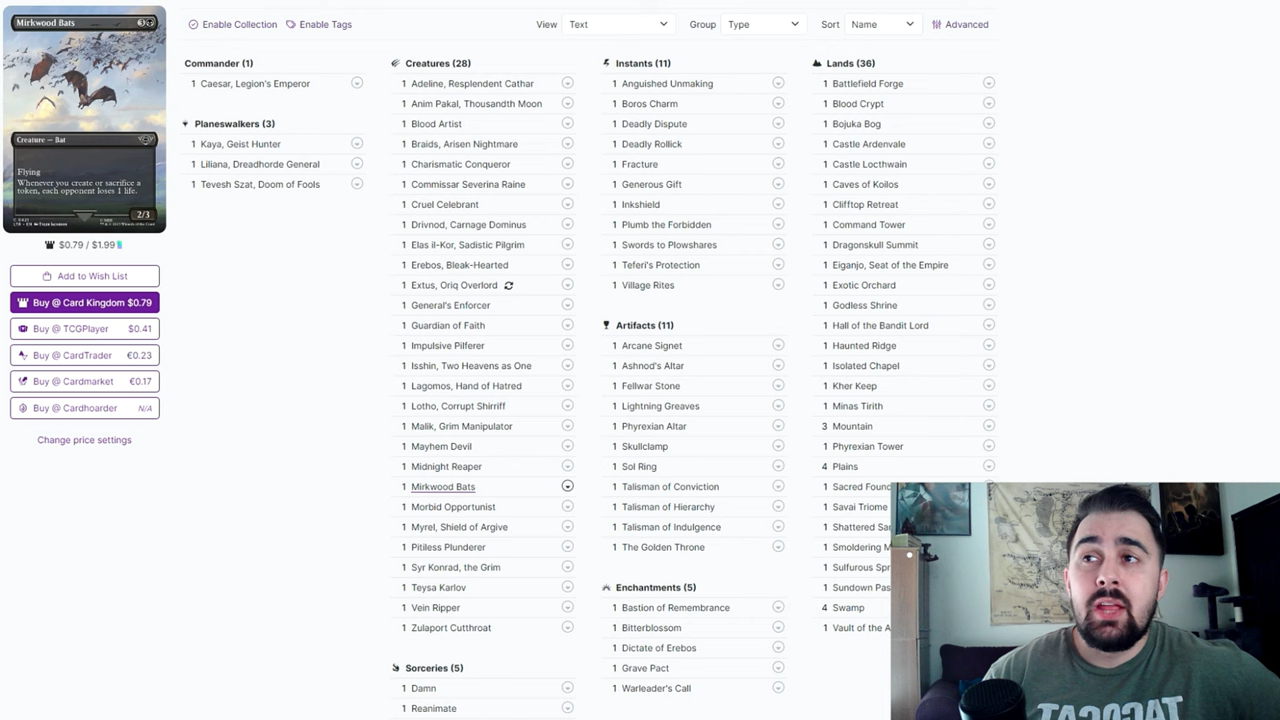 Mirkwood Bats
3
Creature — Bat
Flying
Whenever you create or sacrifice a
token, each opponent loses 1 life.
2/3
$0.79 / $1.99
Add to Wish List
Buy @ Card Kingdom $0.79
Buy @ TCGPlayer $0.41
Buy @ CardTrader €0.23
Buy @ Cardmarket €0.17
Buy @ Cardhoarder N/A
Change price settings
Enable Collection
Enable Tags
View Text
Group Type
Sort Name
Advanced
Commander (1)
1 Caesar, Legion's Emperor
Planeswalkers (3)
1 Kaya, Geist Hunter
1 Liliana, Dreadhorde General
1 Tevesh Szat, Doom of Fools
Creatures (28)
1 Adeline, Resplendent Cathar
1 Anim Pakal, Thousandth Moon
1 Blood Artist
1 Braids, Arisen Nightmare
1 Charismatic Conqueror
1 Commissar Severina Raine
1 Cruel Celebrant
1 Drivnod, Carnage Dominus
1 Elas il-Kor, Sadistic Pilgrim
1 Erebos, Bleak-Hearted
1 Extus, Oriq Overlord
1 General's Enforcer
1 Guardian of Faith
1 Impulsive Pilferer
1 Isshin, Two Heavens as One
1 Lagomos, Hand of Hatred
1 Lotho, Corrupt Shirriff
1 Malik, Grim Manipulator
1 Mayhem Devil
1 Midnight Reaper
1 Mirkwood Bats
1 Morbid Opportunist
1 Myrel, Shield of Argive
1 Pitiless Plunderer
1 Syr Konrad, the Grim
1 Teysa Karlov
1 Vein Ripper
1 Zulaport Cutthroat
Sorceries (5)
1 Damn
1 Reanimate
Instants (11)
1 Anguished Unmaking
1 Boros Charm
1 Deadly Dispute
1 Deadly Rollick
1 Fracture
1 Generous Gift
1 Inkshield
1 Plumb the Forbidden
1 Swords to Plowshares
1 Teferi's Protection
1 Village Rites
Artifacts (11)
1 Arcane Signet
1 Ashnod's Altar
1 Fellwar Stone
1 Lightning Greaves
1 Phyrexian Altar
1 Skullclamp
1 Sol Ring
1 Talisman of Conviction
1 Talisman of Hierarchy
1 Talisman of Indulgence
1 The Golden Throne
Enchantments (5)
1 Bastion of Remembrance
1 Bitterblossom
1 Dictate of Erebos
1 Grave Pact
1 Warleader's Call
Lands (36)
1 Battlefield Forge
1 Blood Crypt
1 Bojuka Bog
1 Castle Ardenvale
1 Castle Locthwain
1 Caves of Koilos
1 Clifftop Retreat
1 Command Tower
1 Dragonskull Summit
1 Eiganjo, Seat of the Empire
1 Exotic Orchard
1 Godless Shrine
1 Hall of the Bandit Lord
1 Haunted Ridge
1 Isolated Chapel
1 Kher Keep
1 Minas Tirith
3 Mountain
1 Phyrexian Tower
4 Plains
1 Sacred Foun
1 Savai Triome
1 Shattered Sa
1 Smoldering M
1 Sulfurous Spr
1 Sundown Pas
4 Swamp
1 Vault of the A